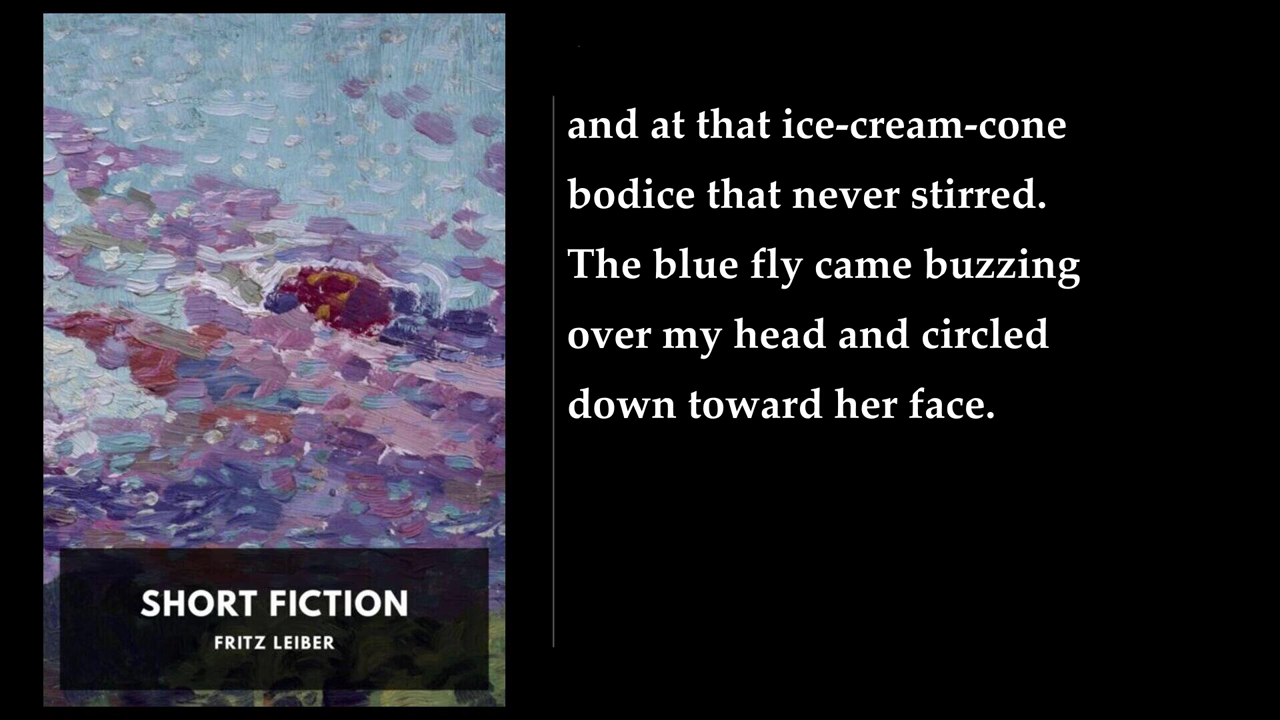 SHORT FICTION
FRITZ LEIBER
and at that ice-cream-cone
bodice that never stirred.
The blue fly came buzzing
over my head and circled
down toward her face.